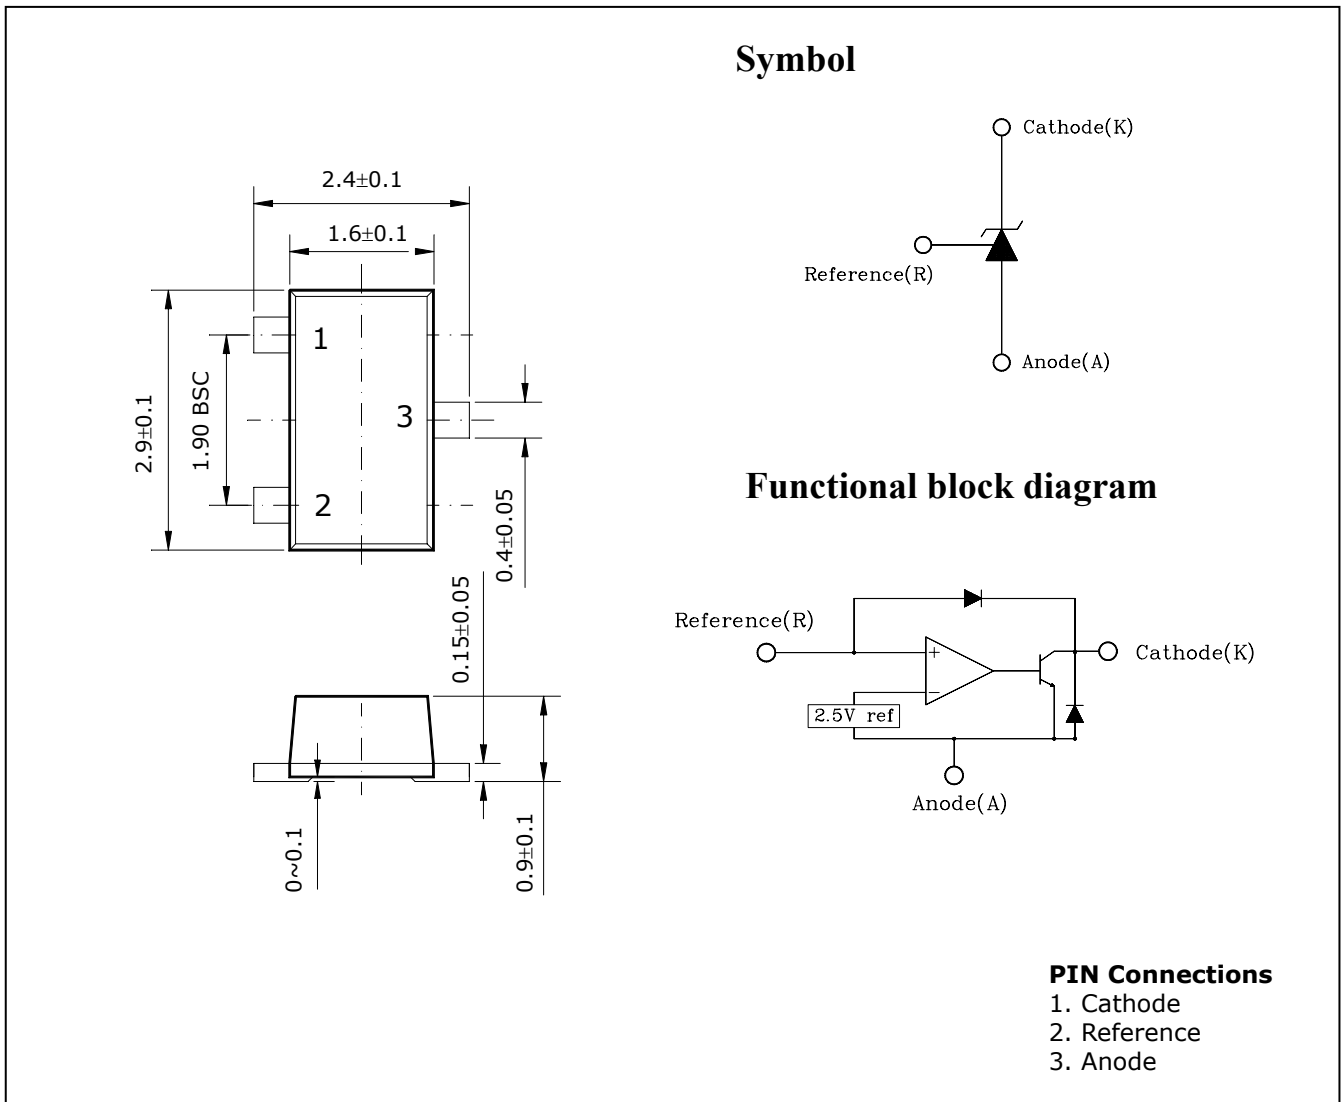 Symbol
Cathode(K)
Reference(R)
Anode(A)
2.4±0.1
1.6±0.1
1
2
3
2.9±0.1
1.90 BSC
0.4±0.05
0.15±0.05
0~0.1
0.9±0.1
Functional block diagram
Reference(R)
+
−
2.5V ref
Cathode(K)
Anode(A)
PIN Connections
1. Cathode
2. Reference
3. Anode